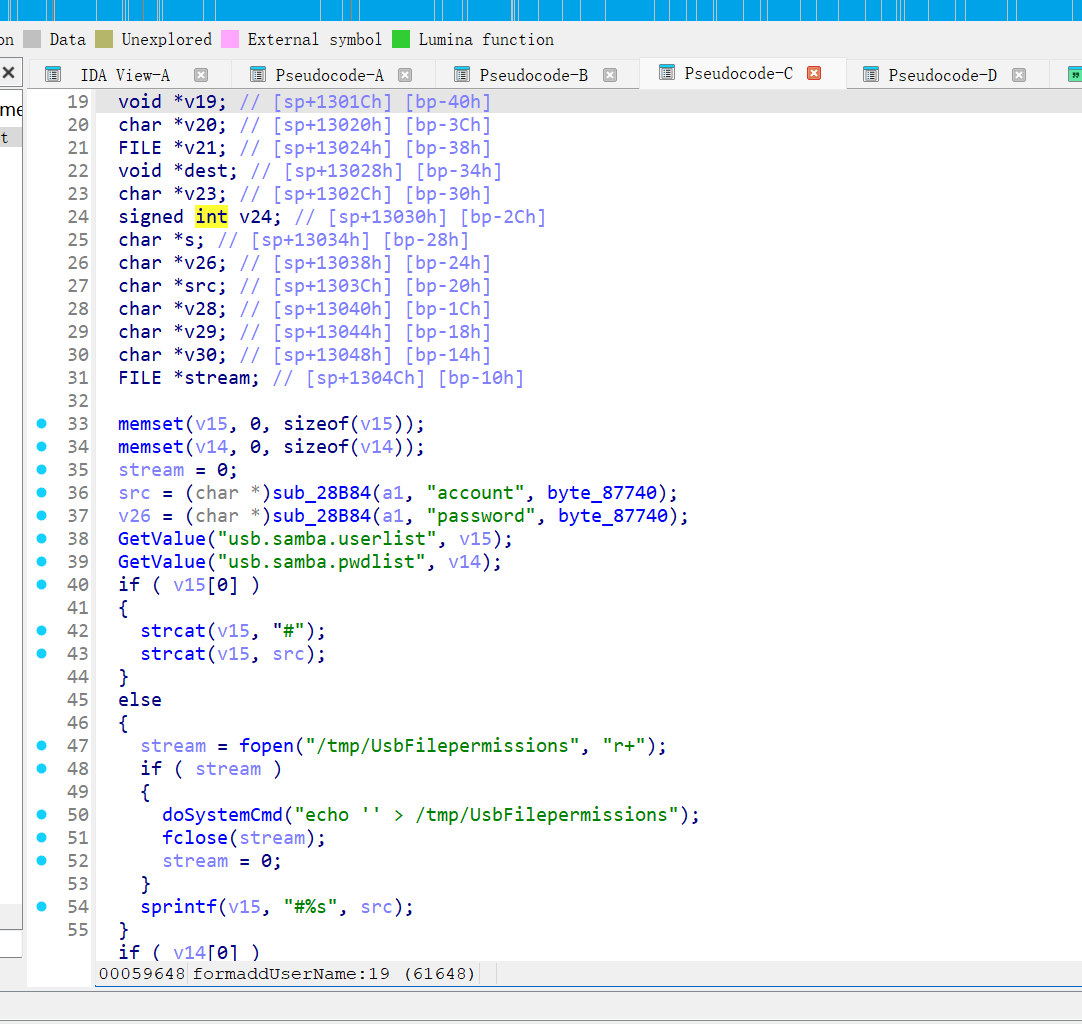 on Data Unexplored External symbol Lumina function
IDA View-A Pseudocode-A Pseudocode-B Pseudocode-C Pseudocode-D
me
t
19 void *v19; // [sp+1301Ch] [bp-40h]
20 char *v20; // [sp+13020h] [bp-3Ch]
21 FILE *v21; // [sp+13024h] [bp-38h]
22 void *dest; // [sp+13028h] [bp-34h]
23 char *v23; // [sp+1302Ch] [bp-30h]
24 signed int v24; // [sp+13030h] [bp-2Ch]
25 char *s; // [sp+13034h] [bp-28h]
26 char *v26; // [sp+13038h] [bp-24h]
27 char *src; // [sp+1303Ch] [bp-20h]
28 char *v28; // [sp+13040h] [bp-1Ch]
29 char *v29; // [sp+13044h] [bp-18h]
30 char *v30; // [sp+13048h] [bp-14h]
31 FILE *stream; // [sp+1304Ch] [bp-10h]
32
33 memset(v15, 0, sizeof(v15));
34 memset(v14, 0, sizeof(v14));
35 stream = 0;
36 src = (char *)sub_28B84(a1, "account", byte_87740);
37 v26 = (char *)sub_28B84(a1, "password", byte_87740);
38 GetValue("usb.samba.userlist", v15);
39 GetValue("usb.samba.pwdlist", v14);
40 if ( v15[0] )
41 {
42 strcat(v15, "#");
43 strcat(v15, src);
44 }
45 else
46 {
47 stream = fopen("/tmp/UsbFilepermissions", "r+");
48 if ( stream )
49 {
50 doSystemCmd("echo '' > /tmp/UsbFilepermissions");
51 fclose(stream);
52 stream = 0;
53 }
54 sprintf(v15, "#%s", src);
55 }
if ( v14[0] )
00059648 formaddUserName:19 (61648)